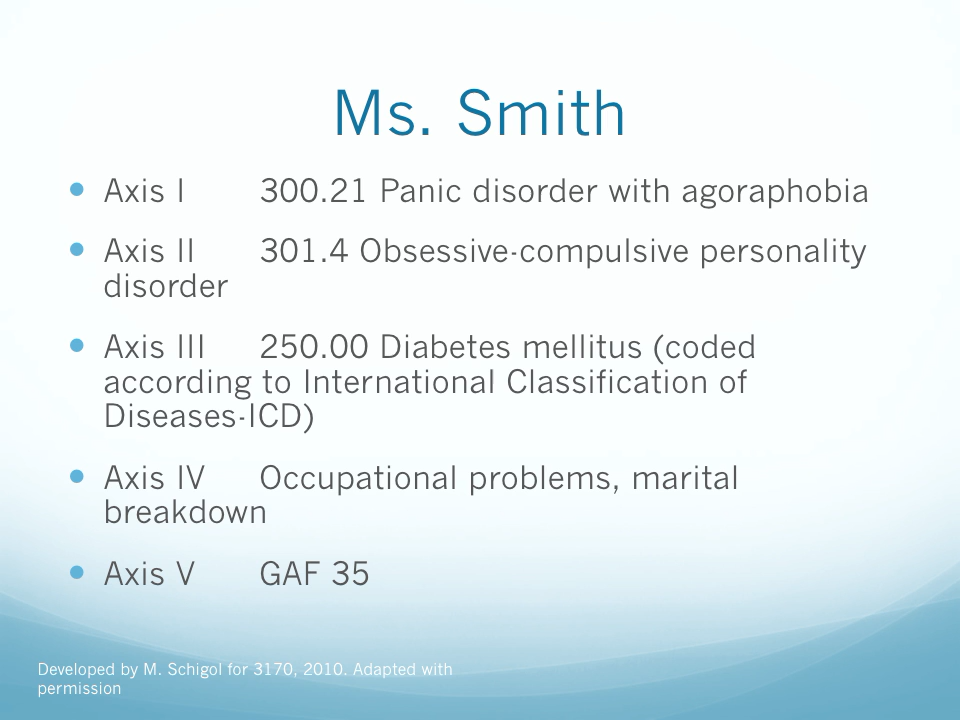 Ms. Smith
Axis I 300.21 Panic disorder with agoraphobia
Axis II 301.4 Obsessive-compulsive personality
disorder
Axis III 250.00 Diabetes mellitus (coded
according to International Classification of
Diseases-ICD)
Axis IV Occupational problems, marital
breakdown
Axis V GAF 35
Developed by M. Schigol for 3170, 2010. Adapted with
permission